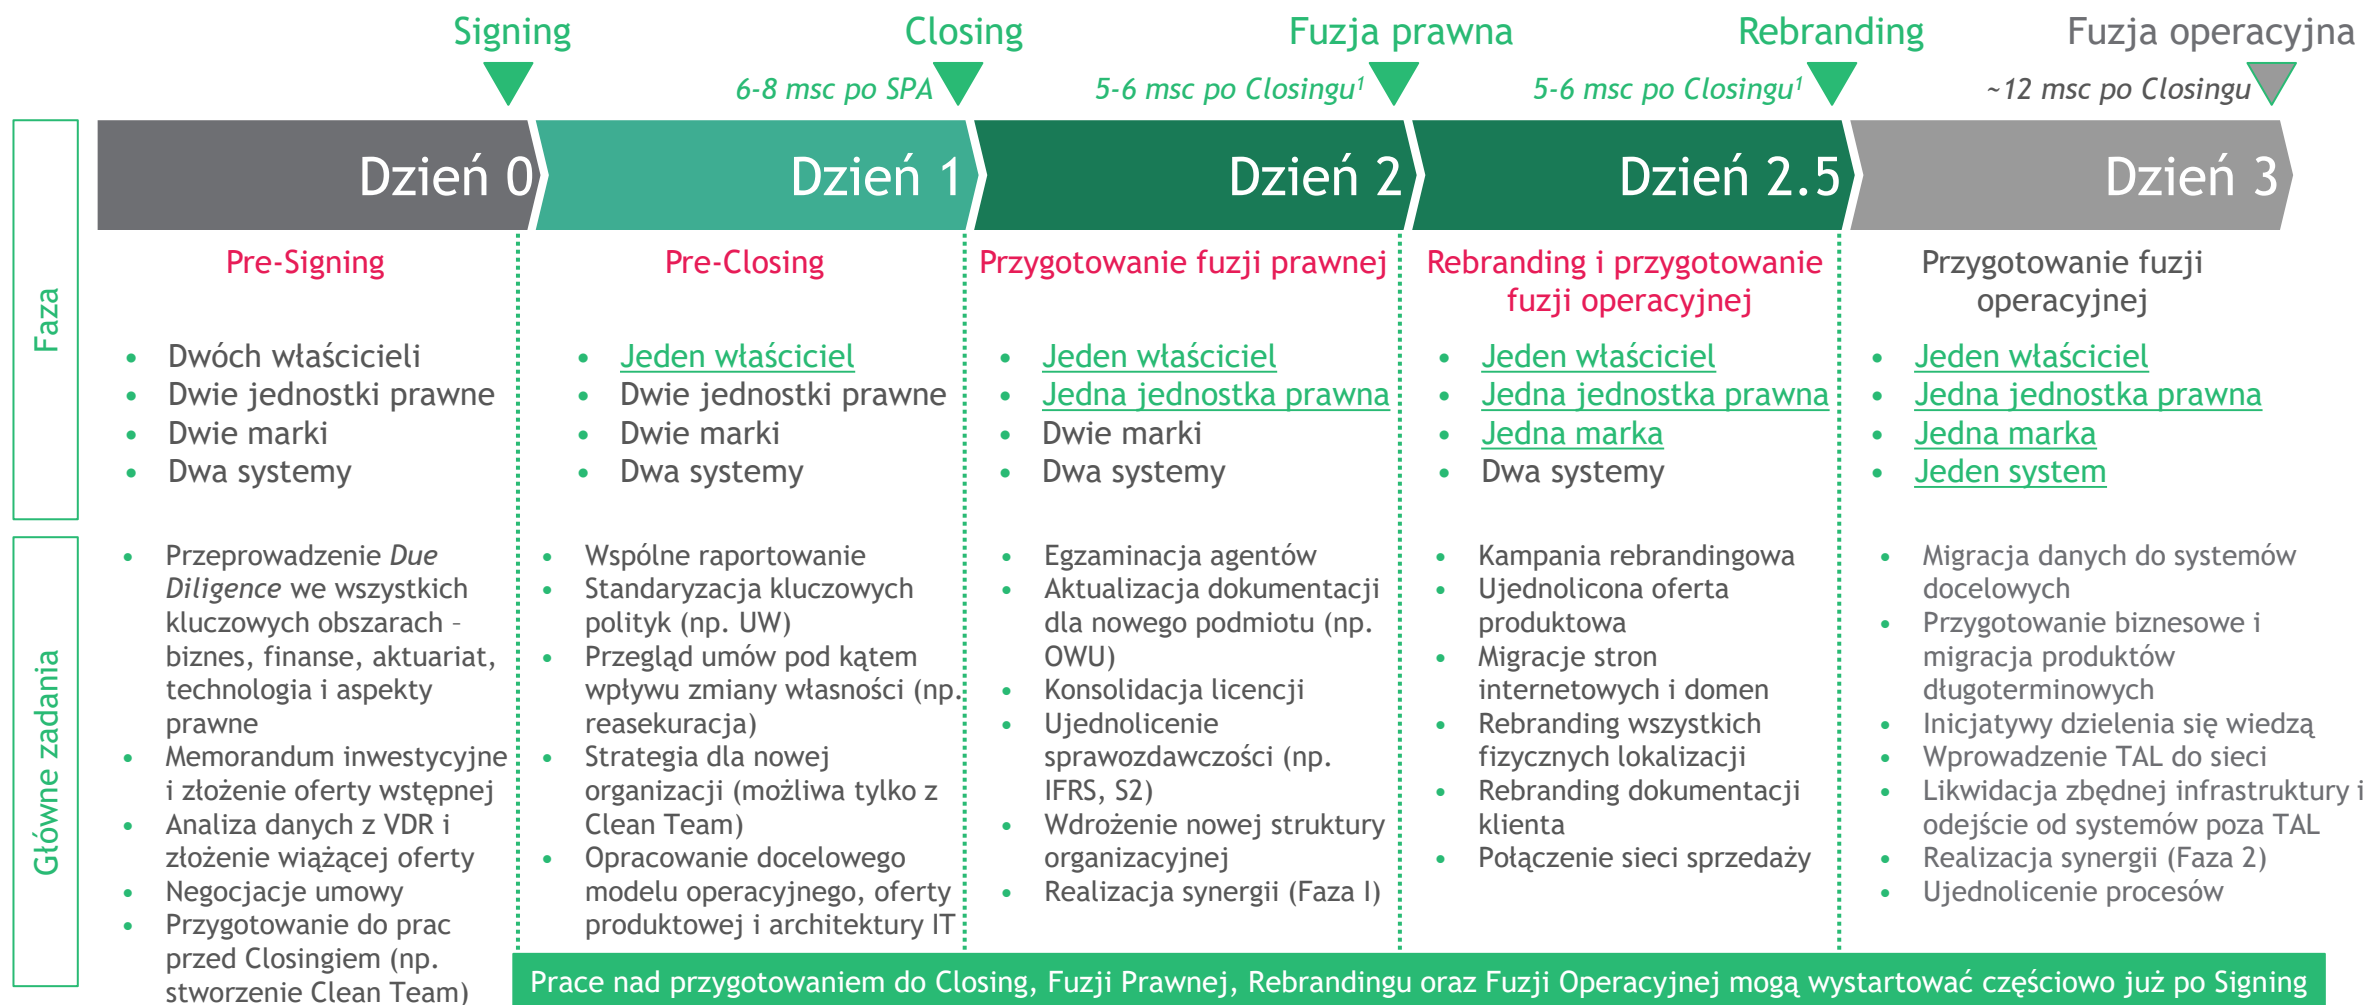 Signing
Closing
Fuzja prawna
Rebranding
Fuzja operacyjna
6-8 msc po SPA
5-6 msc po Closingu¹
5-6 msc po Closingu¹
~12 msc po Closingu
Dzień 0
Dzień 1
Dzień 2
Dzień 2.5
Dzień 3
Faza
Pre-Signing
• Dwóch właścicieli
• Dwie jednostki prawne
• Dwie marki
• Dwa systemy
Pre-Closing
• Jeden właściciel
• Dwie jednostki prawne
• Dwie marki
• Dwa systemy
Przygotowanie fuzji prawnej
• Jeden właściciel
• Jedna jednostka prawna
• Dwie marki
• Dwa systemy
Rebranding i przygotowanie
fuzji operacyjnej
• Jeden właściciel
• Jedna jednostka prawna
• Jedna marka
• Dwa systemy
Przygotowanie fuzji
operacyjnej
• Jeden właściciel
• Jedna jednostka prawna
• Jedna marka
• Jeden system
Główne zadania
• Przeprowadzenie Due
Diligence we wszystkich
kluczowych obszarach –
biznes, finanse, aktuariat,
technologia i aspekty
prawne
• Memorandum inwestycyjne
i złożenie oferty wstępnej
• Analiza danych z VDR i
złożenie wiążącej oferty
• Negocjacje umowy
• Przygotowanie do prac
przed Closingiem (np.
stworzenie Clean Team)
• Wspólne raportowanie
• Standaryzacja kluczowych
polityk (np. UW)
• Przegląd umów pod kątem
wpływu zmiany własności (np.
reasekuracja)
• Strategia dla nowej
organizacji (możliwa tylko z
Clean Team)
• Opracowanie docelowego
modelu operacyjnego, oferty
produktowej i architektury IT
• Egzaminacja agentów
• Aktualizacja dokumentacji
dla nowego podmiotu (np.
OWU)
• Konsolidacja licencji
• Ujednolicenie
sprawozdawczości (np.
IFRS, S2)
• Wdrożenie nowej struktury
organizacyjnej
• Realizacja synergii (Faza I)
• Kampania rebrandingowa
• Ujednolicona oferta
produktowa
• Migracje stron
internetowych i domen
• Rebranding wszystkich
fizycznych lokalizacji
• Rebranding dokumentacji
klienta
• Połączenie sieci sprzedaży
• Migracja danych do systemów
docelowych
• Przygotowanie biznesowe i
migracja produktów
długoterminowych
• Inicjatywy dzielenia się wiedzą
• Wprowadzenie TAL do sieci
• Likwidacja zbędnej infrastruktury i
odejście od systemów poza TAL
• Realizacja synergii (Faza 2)
• Ujednolicenie procesów
Prace nad przygotowaniem do Closing, Fuzji Prawnej, Rebrandingu oraz Fuzji Operacyjnej mogą wystartować częściowo już po Signing